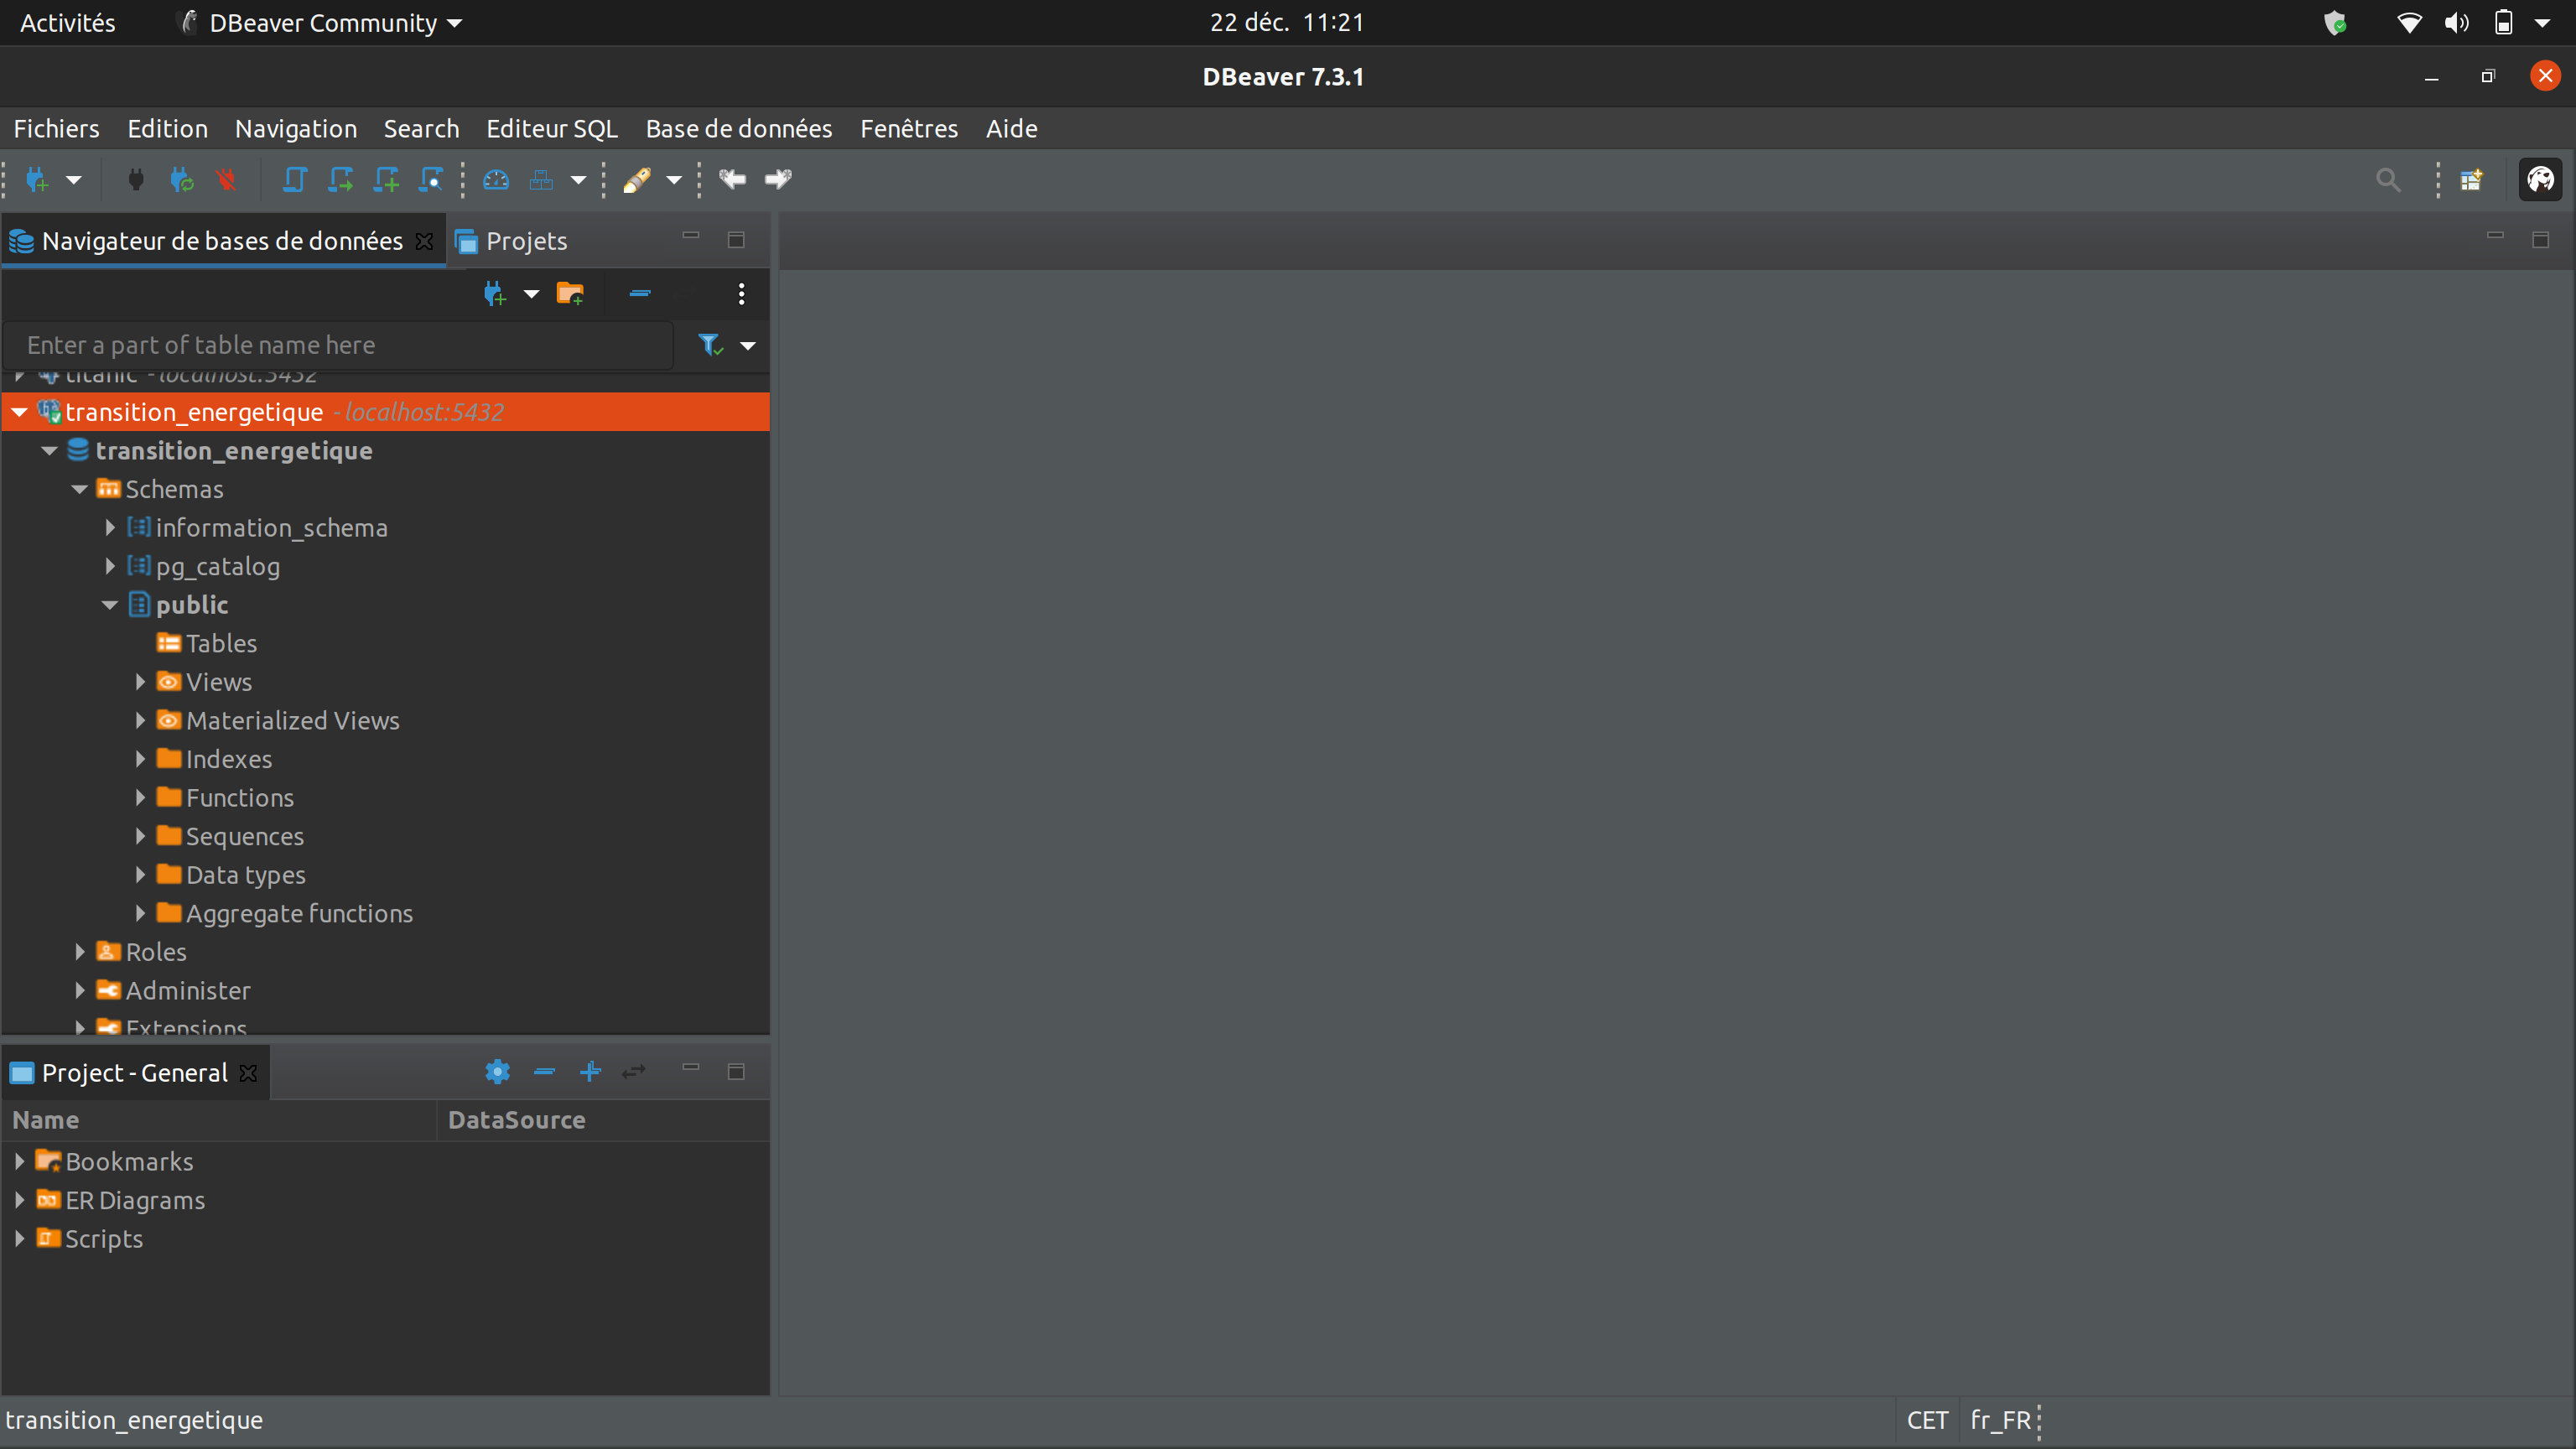 Activités DBeaver Community 22 déc. 11:21
DBeaver 7.3.1
Fichiers Edition Navigation Search Editeur SQL Base de données Fenêtres Aide
Navigateur de bases de données Projets
Enter a part of table name here
titanic - localhost:5432
transition_energetique - localhost:5432
transition_energetique
Schemas
information_schema
pg_catalog
public
Tables
Views
Materialized Views
Indexes
Functions
Sequences
Data types
Aggregate functions
Roles
Administer
Extensions
Project - General
Name DataSource
Bookmarks
ER Diagrams
Scripts
transition_energetique CET fr_FR